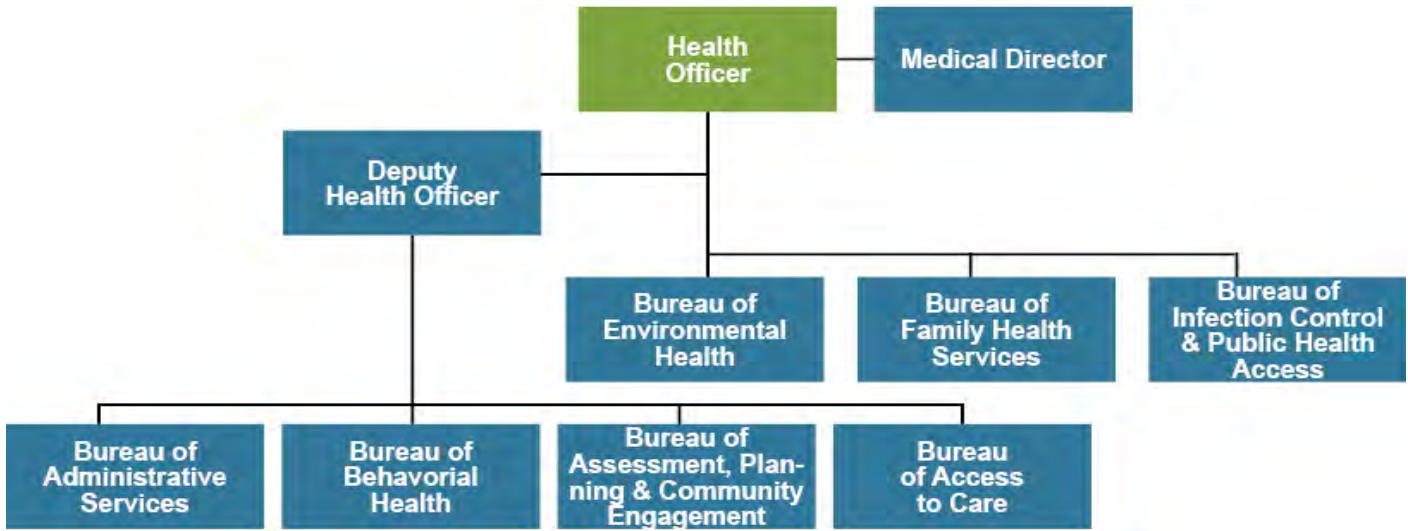 Health
Officer
Medical Director
Deputy
Health Officer
Bureau of
Environmental
Health
Bureau of
Family Health
Services
Bureau of
Infection Control
& Public Health
Access
Bureau of
Administrative
Services
Bureau of
Behavorial
Health
Bureau of
Assessment, Plan-
ning & Community
Engagement
Bureau
of Access
to Care